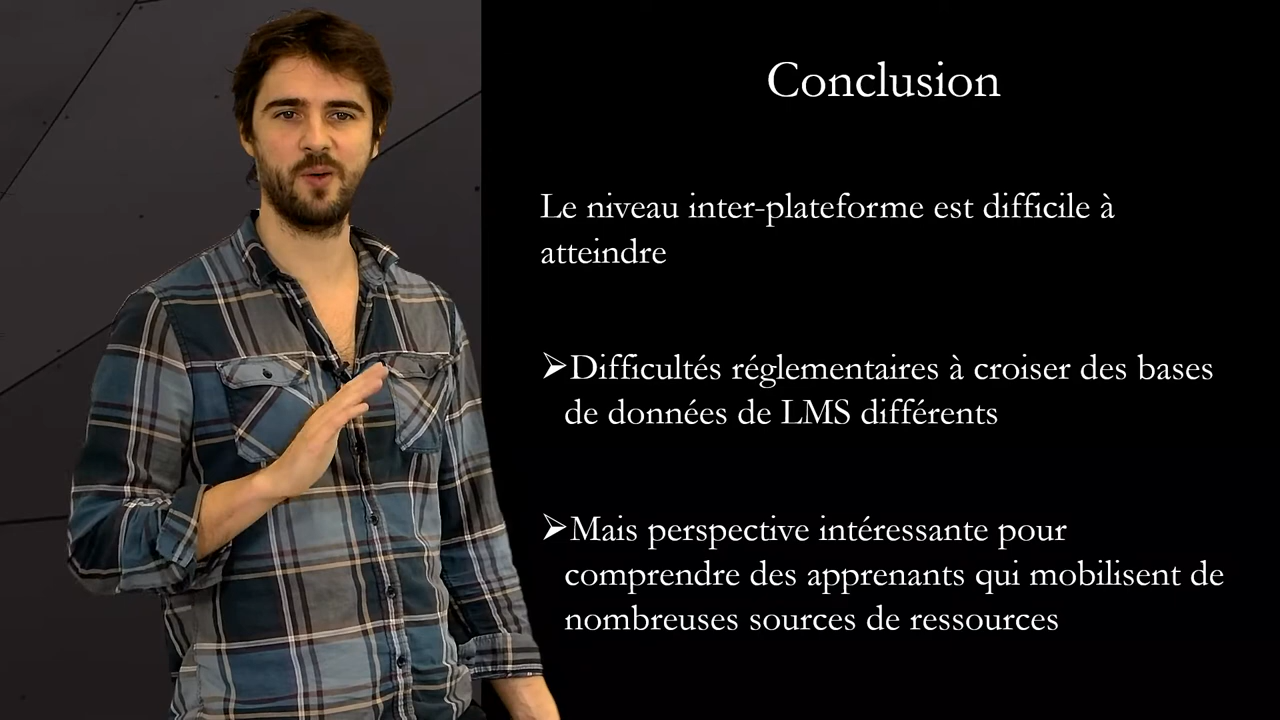 Conclusion
Le niveau inter-plateforme est difficile à
atteindre
➢Difficultés réglementaires à croiser des bases
de données de LMS différents
➢Mais perspective intéressante pour
comprendre des apprenants qui mobilisent de
nombreuses sources de ressources